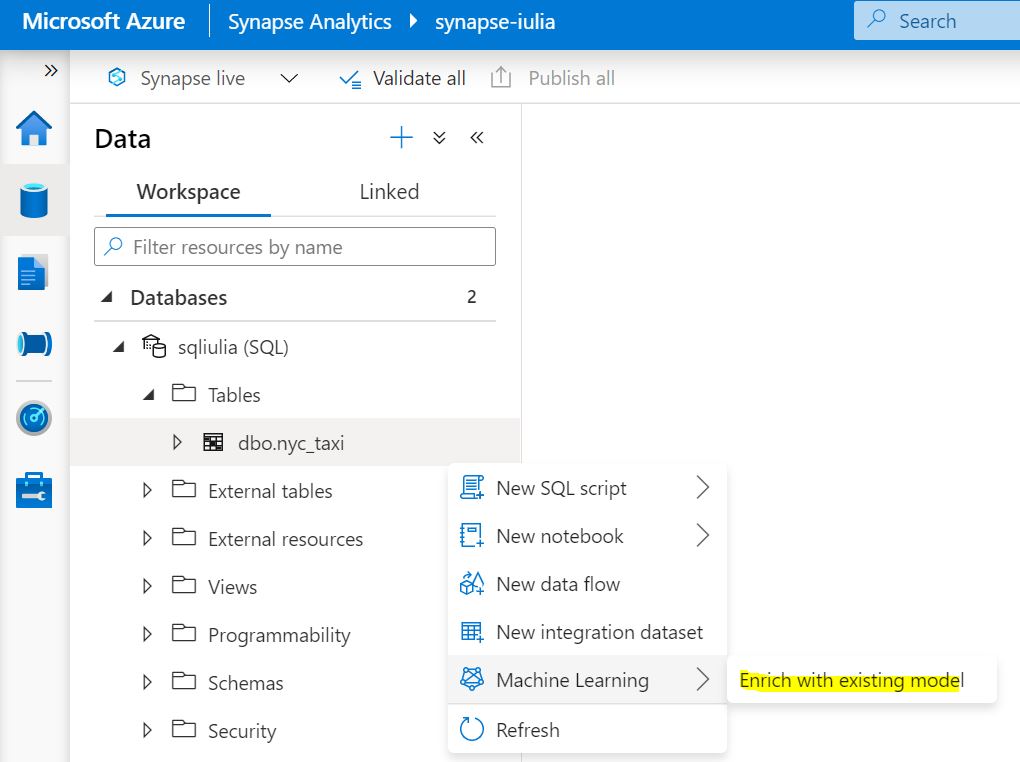 Microsoft Azure Synapse Analytics synapse-iulia Search
Synapse live Validate all Publish all
Data
Workspace Linked
Filter resources by name
Databases 2
sqliulia (SQL)
Tables
dbo.nyc_taxi
External tables
External resources
Views
Programmability
Schemas
Security
New SQL script
New notebook
New data flow
New integration dataset
Machine Learning
Enrich with existing model
Refresh